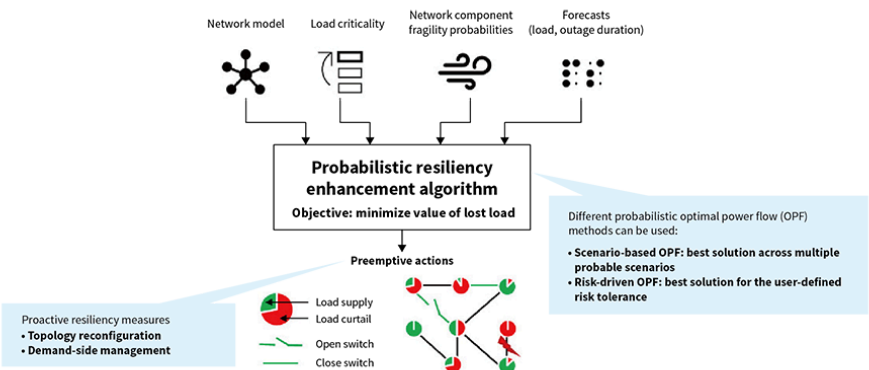 Network model
Load criticality
Network component
fragility probabilities
Forecasts
(load, outage duration)
Probabilistic resiliency
enhancement algorithm
Objective: minimize value of lost load
Different probabilistic optimal power flow (OPF)
methods can be used:
• Scenario-based OPF: best solution across multiple
probable scenarios
• Risk-driven OPF: best solution for the user-defined
risk tolerance
Preemptive actions
Proactive resiliency measures
• Topology reconfiguration
• Demand-side management
Load supply
Load curtail
Open switch
Close switch